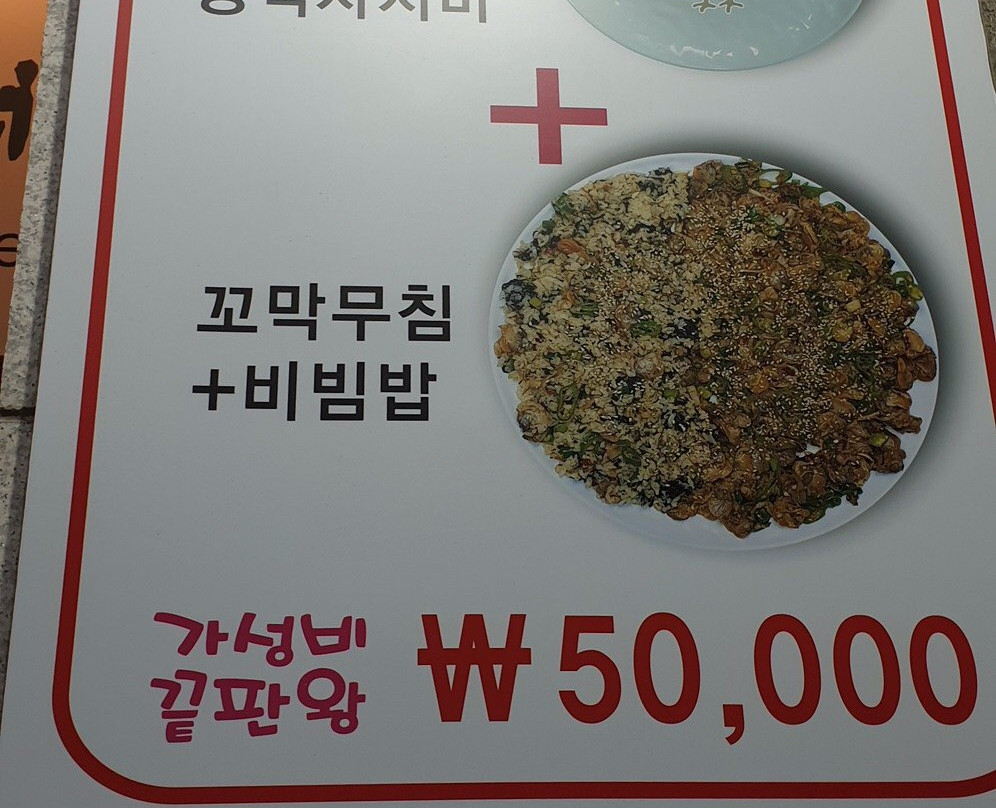 꼬막무침
+비빔밥
가성비
끝판왕
₩50,000